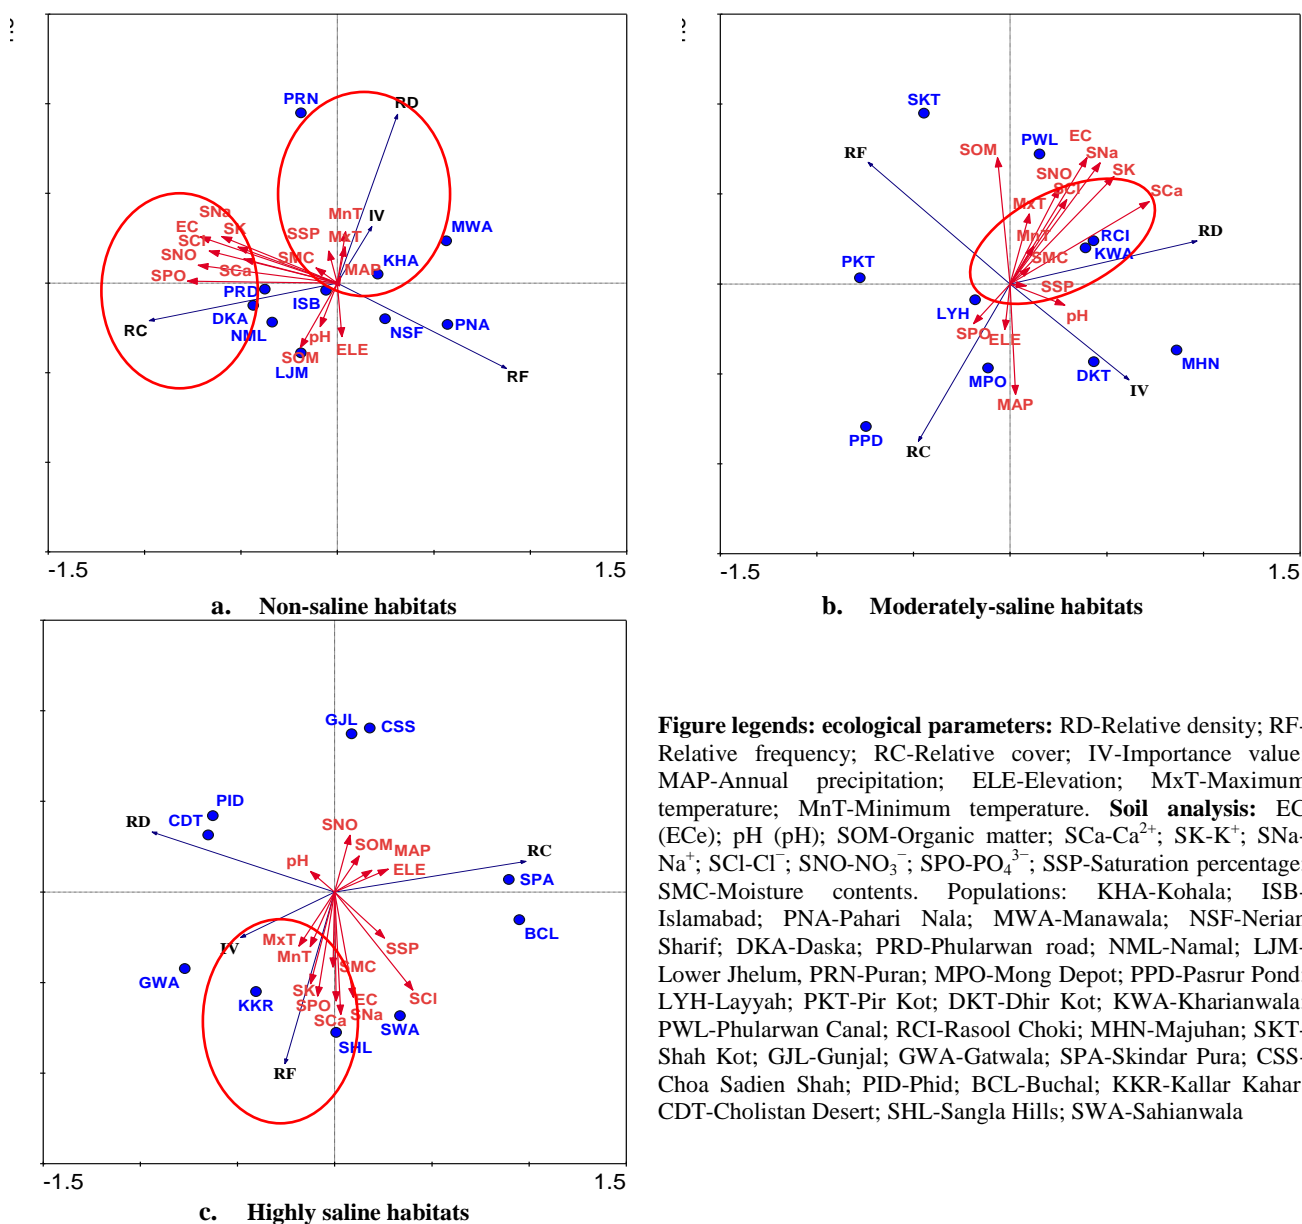 PRN
RD
SNa
EC
SK
SCl
SNO
SPO
SCa
SSP
SMC
MnT
MxT
IV
MAP
MWA
KHA
PRD
ISB
DKA
NML
RC
pH
SOM
LJM
ELE
NSF
PNA
RF
-1.5
1.5
a. Non-saline habitats
SKT
RF
SOM
PWL
EC
SNa
SK
SNO
SCl
SCa
MxT
MnT
SMC
RCI
KWA
RD
PKT
LYH
SSP
pH
SPO
ELE
MPO
MAP
DKT
MHN
IV
PPD
RC
-1.5
1.5
b. Moderately-saline habitats
GJL
CSS
PID
RD
CDT
SNO
SOM
MAP
pH
ELE
RC
SPA
BCL
IV
MxT
MnT
SSP
SMC
GWA
KKR
SK
SPO
SCa
EC
SNa
SCl
SWA
SHL
RF
-1.5
1.5
c. Highly saline habitats
Figure legends: ecological parameters: RD-Relative density; RF-
Relative frequency; RC-Relative cover; IV-Importance value
MAP-Annual precipitation; ELE-Elevation; MxT-Maximum
temperature; MnT-Minimum temperature. Soil analysis: EC
(ECe); pH (pH); SOM-Organic matter; SCa-Ca²⁺; SK-K⁺; SNa-
Na⁺; SCl-Cl⁻; SNO-NO₃⁻; SPO-PO₄³⁻; SSP-Saturation percentage
SMC-Moisture contents. Populations: KHA-Kohala; ISB-
Islamabad; PNA-Pahari Nala; MWA-Manawala; NSF-Nerian
Sharif; DKA-Daska; PRD-Phularwan road; NML-Namal; LJM-
Lower Jhelum, PRN-Puran; MPO-Mong Depot; PPD-Pasrur Pond
LYH-Layyah; PKT-Pir Kot; DKT-Dhir Kot; KWA-Kharianwala
PWL-Phularwan Canal; RCI-Rasool Choki; MHN-Majuhan; SKT-
Shah Kot; GJL-Gunjal; GWA-Gatwala; SPA-Skindar Pura; CSS-
Choa Sadien Shah; PID-Phid; BCL-Buchal; KKR-Kallar Kahar
CDT-Cholistan Desert; SHL-Sangla Hills; SWA-Sahianwala